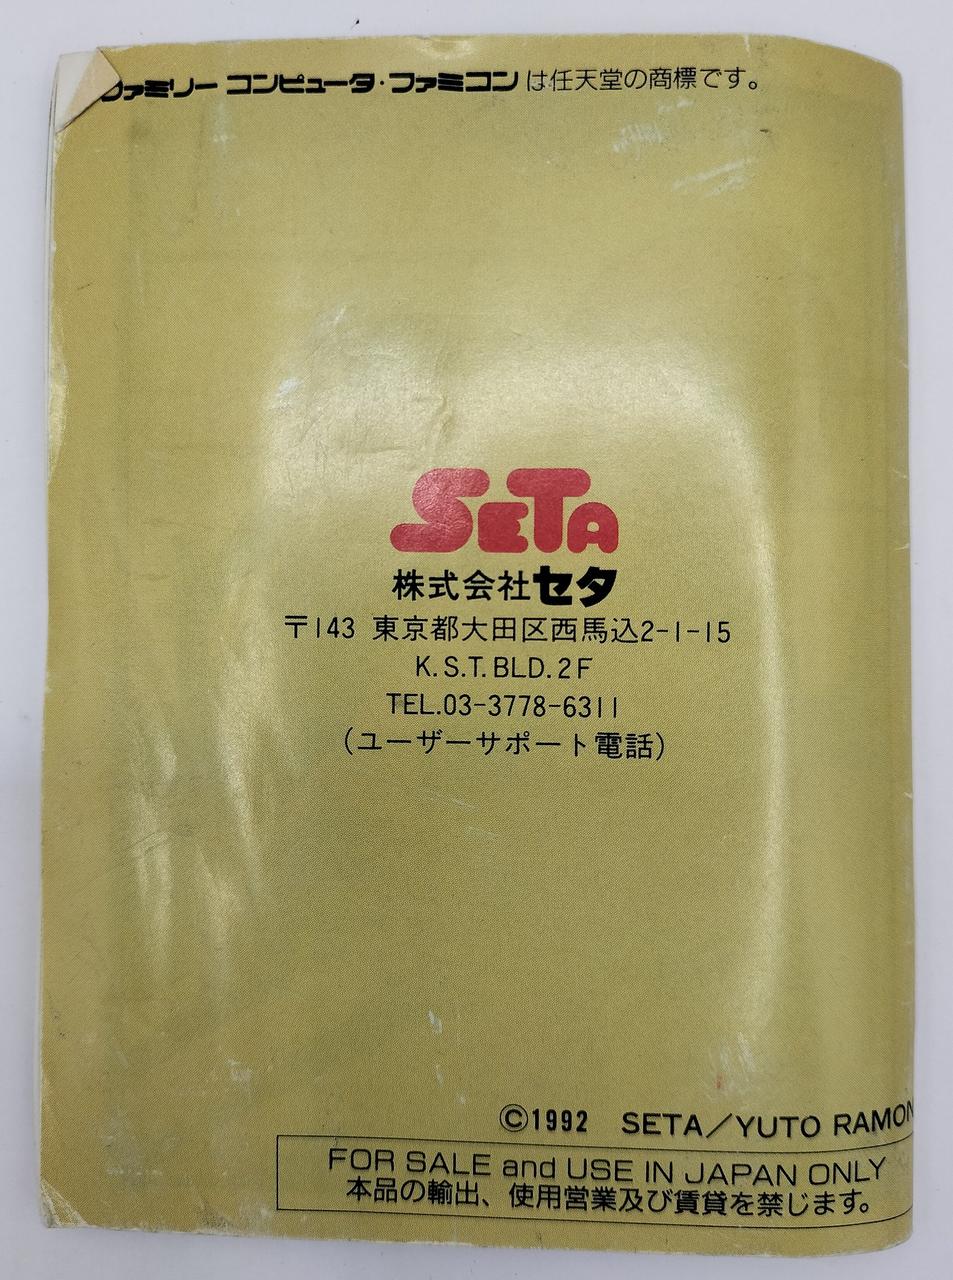 ファミリー コンピュータ・ファミコン は任天堂の商標です。
SETA
株式会社セタ
〒143 東京都大田区西馬込2-1-15
K.S.T.BLD.2F
TEL.03-3778-6311
(ユーザーサポート電話)
©1992 SETA/YUTO RAMON
FOR SALE and USE IN JAPAN ONLY
本品の輸出、使用営業及び賃貸を禁じます。